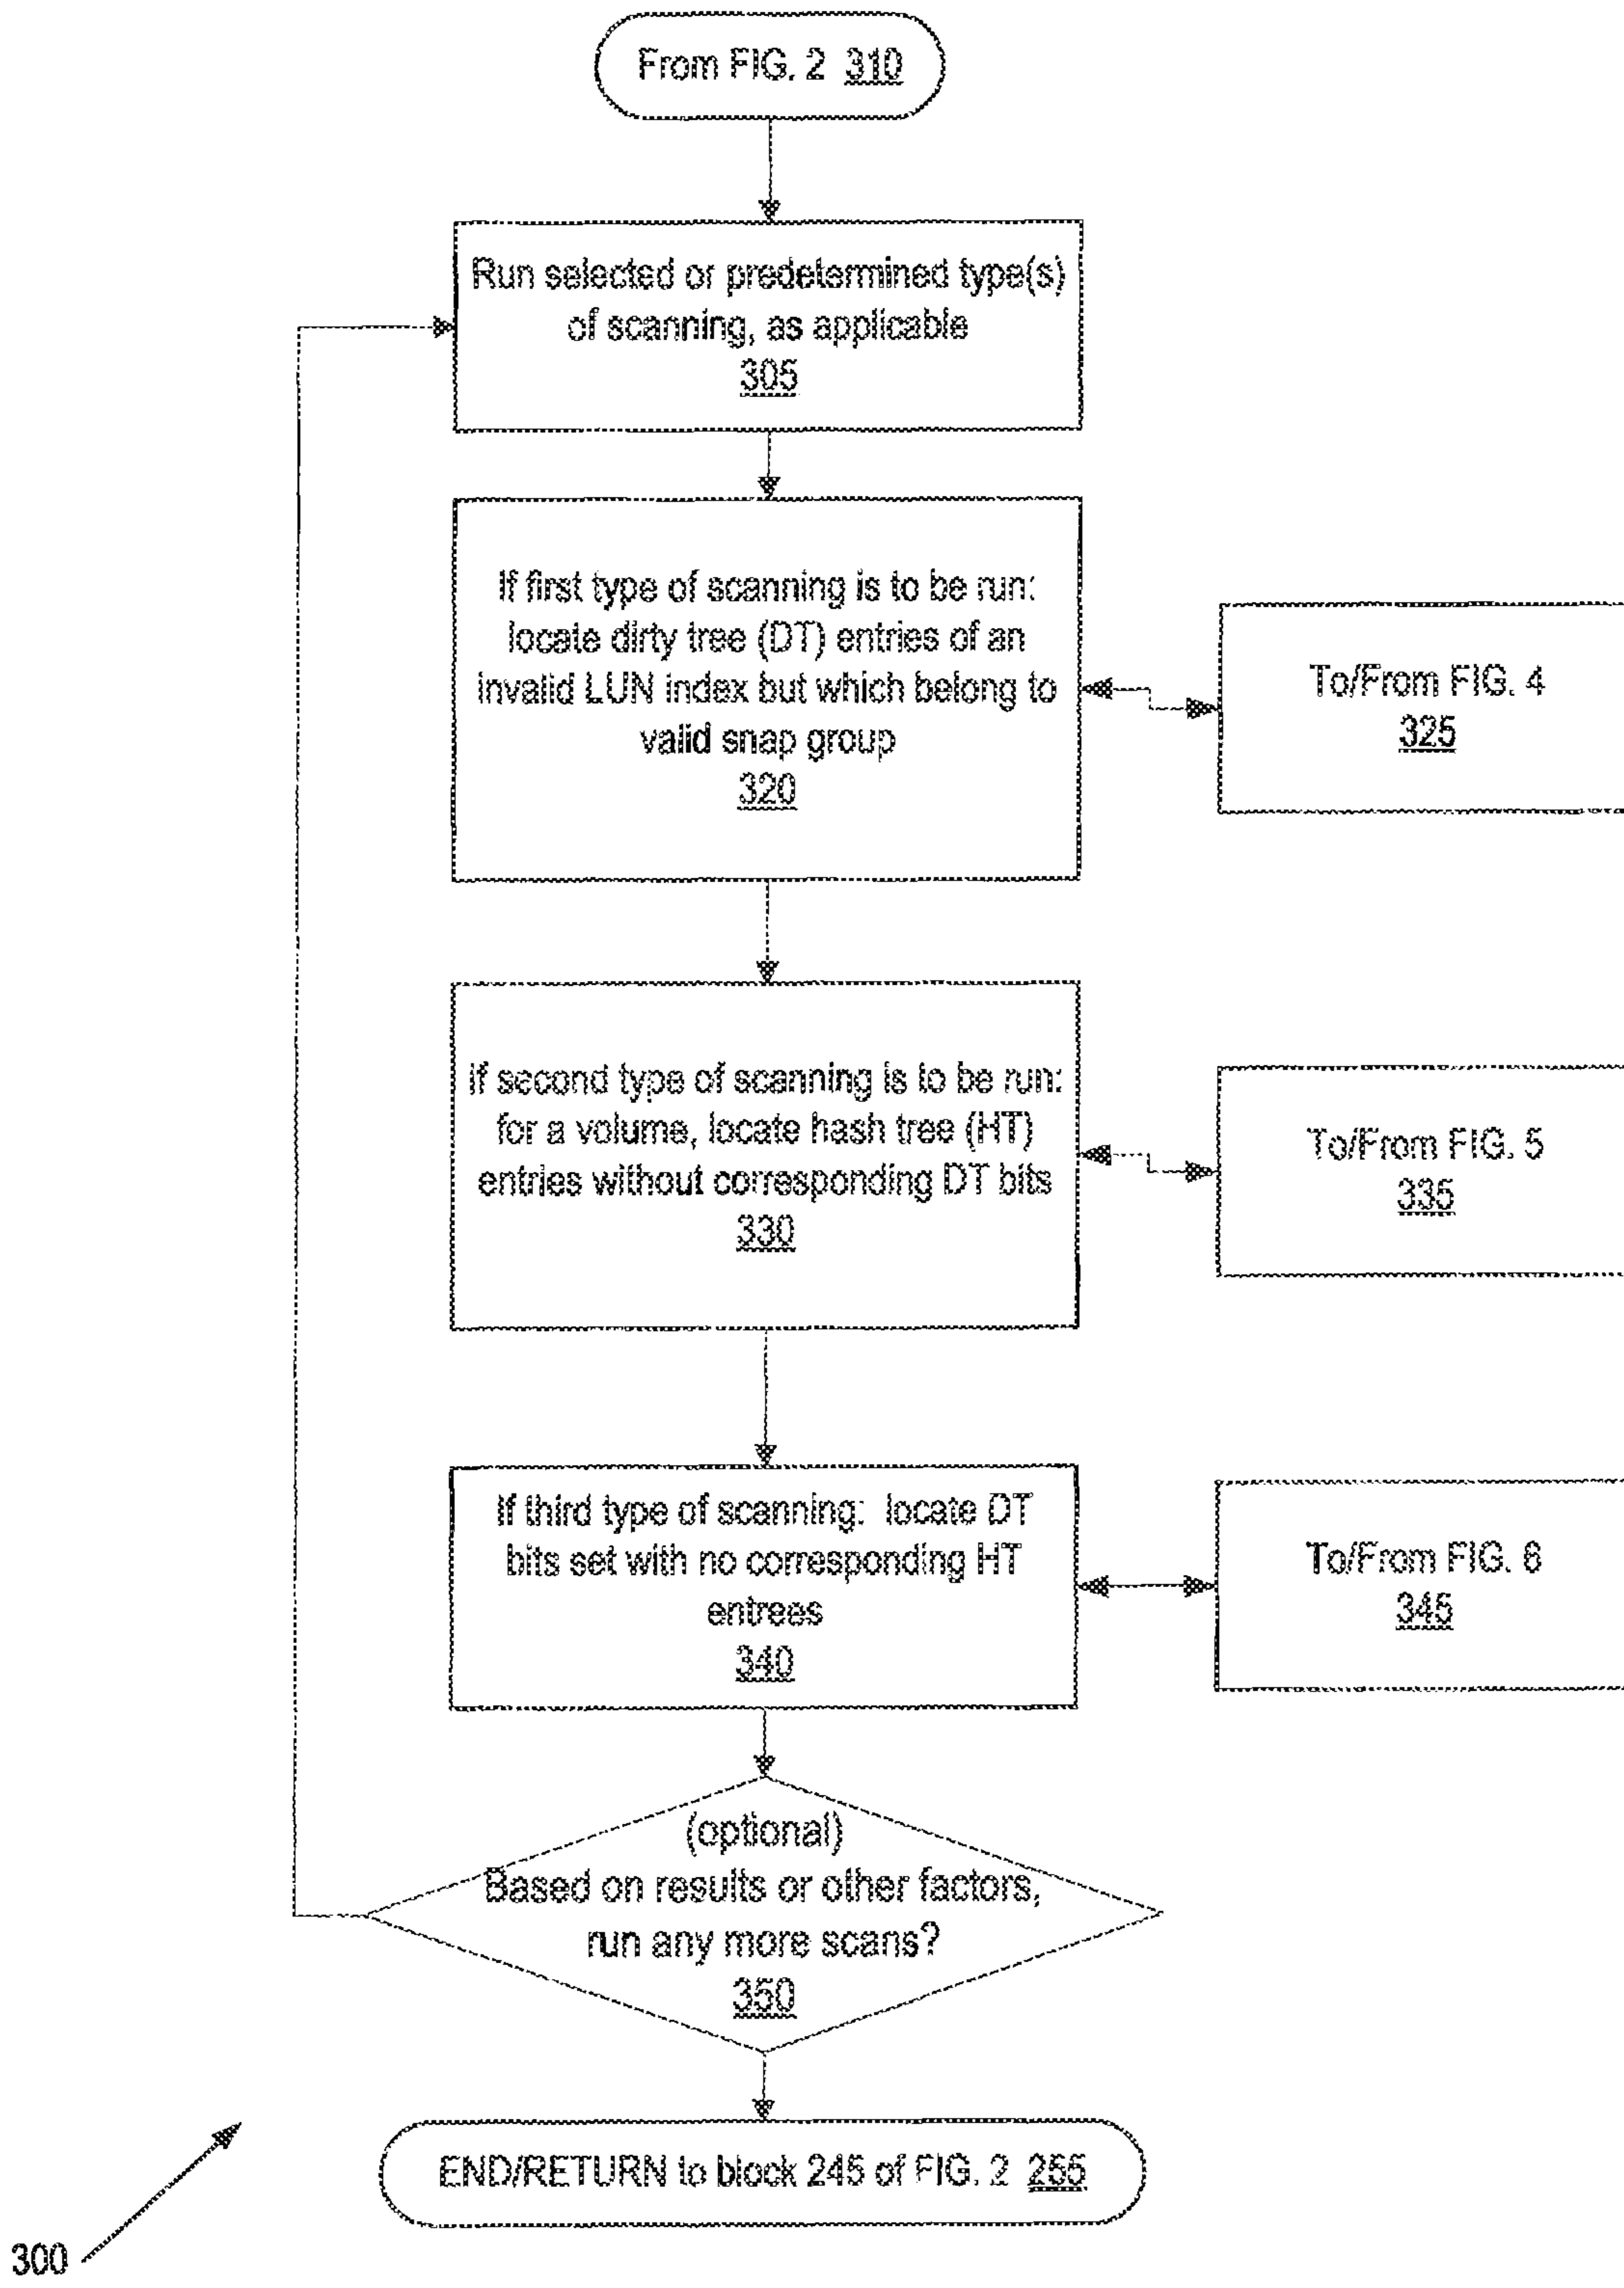 From FIG. 2 310
Run selected or predetermined type(s)
of scanning, as applicable
305
If first type of scanning is to be run:
locate dirty tree (DT) entries of an
invalid LUN index but which belong to
valid snap group
320
To/From FIG. 4
325
If second type of scanning is to be run:
for a volume, locate hash tree (HT)
entries without corresponding DT bits
330
To/From FIG. 5
335
If third type of scanning: locate DT
bits set with no corresponding HT
entrees
340
To/From FIG. 6
345
(optional)
Based on results or other factors,
run any more scans?
350
END/RETURN to block 245 of FIG. 2 255
300